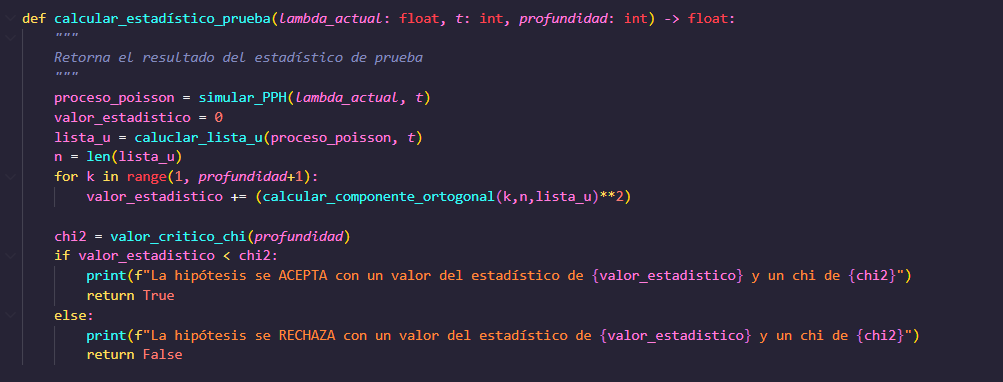 def calcular_estadístico_prueba(lambda_actual: float, t: int, profundidad: int) -> float:
    """
    Retorna el resultado del estadístico de prueba
    """
    proceso_poisson = simular_PPH(lambda_actual, t)
    valor_estadistico = 0
    lista_u = caluclar_lista_u(proceso_poisson, t)
    n = len(lista_u)
    for k in range(1, profundidad+1):
        valor_estadistico += (calcular_componente_ortogonal(k,n,lista_u)**2)
    chi2 = valor_critico_chi(profundidad)
    if valor_estadistico < chi2:
        print(f"La hipótesis se ACEPTA con un valor del estadístico de {valor_estadistico} y un chi de {chi2}")
        return True
    else:
        print(f"La hipótesis se RECHAZA con un valor del estadístico de {valor_estadistico} y un chi de {chi2}")
        return False